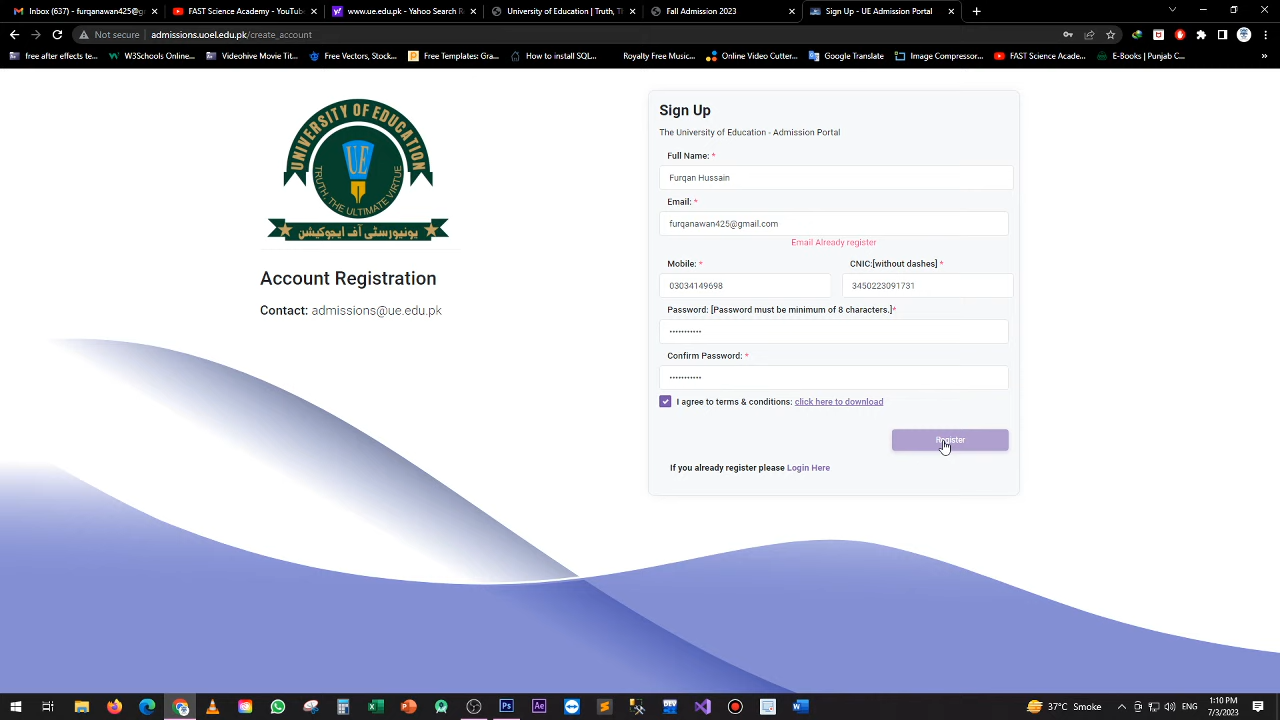 Inbox (637) - furqanawan425@gr
FAST Science Academy - YouTub
www.ue.edu.pk - Yahoo Search R
University of Education | Truth, Th
Fall Admission 2023
Sign Up - UE Admission Portal
Not secure | admissions.uoel.edu.pk/create_account
free after effects te...
W3Schools Online...
Videohive Movie Tit...
Free Vectors, Stock...
Free Templates: Gra...
How to install SQL...
Royalty Free Music...
Online Video Cutter...
Google Translate
Image Compressor...
FAST Science Acade...
E-Books | Punjab C...
UNIVERSITY OF EDUCATION
UE
TRUTH, THE ULTIMATE VIRTUE
یونیورسٹی آف ایجوکیشن
Account Registration
Contact: admissions@ue.edu.pk
Sign Up
The University of Education - Admission Portal
Full Name: *
Furqan Hussain
Email: *
furqanawan425@gmail.com
Email Already register
Mobile: * CNIC:[without dashes] *
03034149698 3450223091731
Password: [Password must be minimum of 8 characters.]*
•••••••••••
Confirm Password: *
•••••••••••
I agree to terms & conditions: click here to download
Register
If you already register please Login Here
37°C Smoke
ENG
1:10 PM
7/3/2023